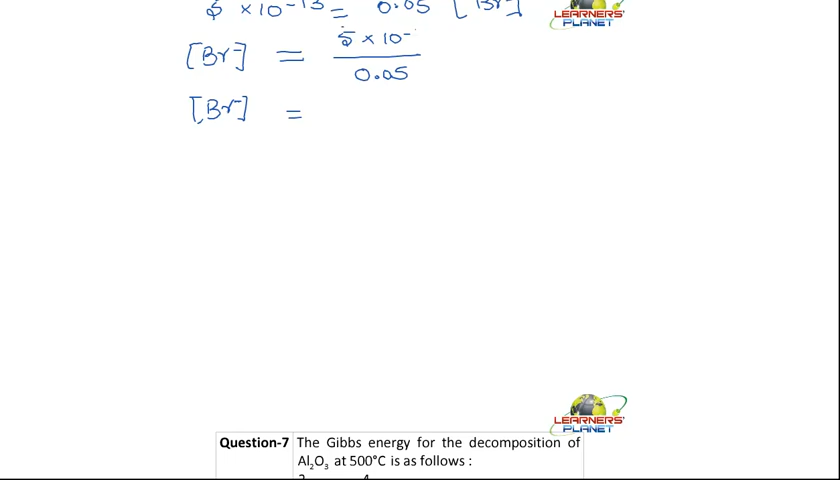 5 × 10⁻¹³ = 0.05 [Br⁻]
LEARNERS'
PLANET
[Br⁻] = 5 × 10⁻
0.05
[Br⁻] =
LEARNERS'
PLANET
Question-7 The Gibbs energy for the decomposition of
Al₂O₃ at 500°C is as follows :